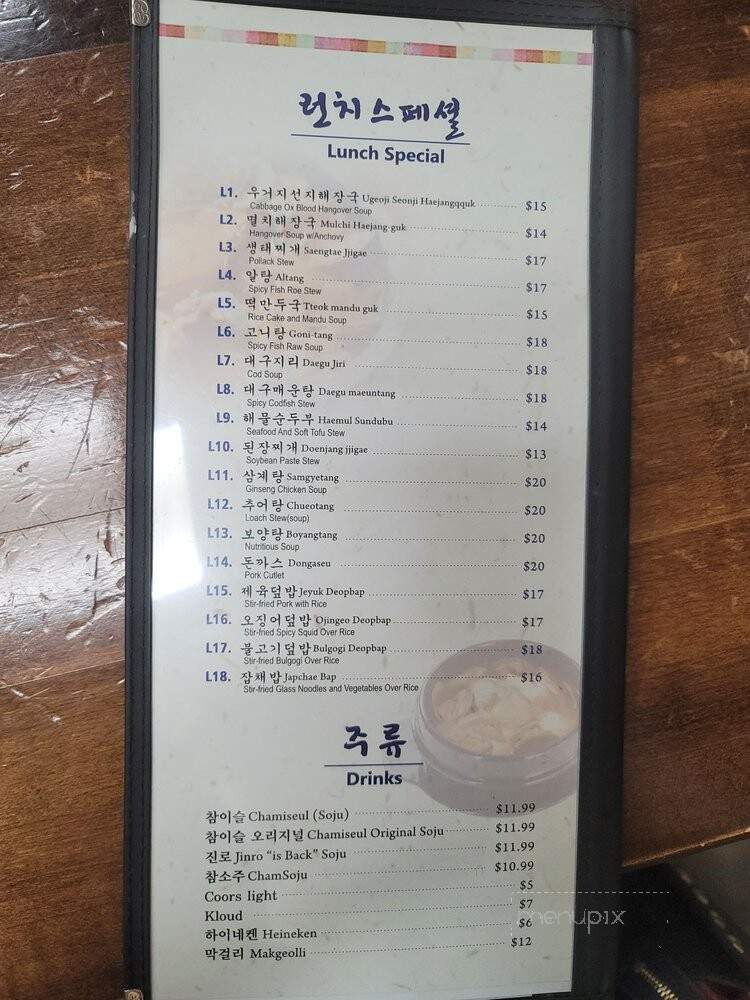 런치스페셜
Lunch Special
L1. 우거지선지해장국 Ugeoji Seonji Haejangqquk $15
Cabbage Ox Blood Hangover Soup
L2. 멸치해장국 Mulchi Haejang-guk $14
Hangover Soup w/Anchovy
L3. 생태찌개 Saengtae Jjigae $17
Pollack Stew
L4. 알탕 Altang $17
Spicy Fish Roe Stew
L5. 떡만두국 Tteok mandu guk $15
Rice Cake and Mandu Soup
L6. 고니탕 Goni-tang $18
Spicy Fish Raw Soup
L7. 대구지리 Daegu Jiri $18
Cod Soup
L8. 대구매운탕 Daegu maeuntang $18
Spicy Codfish Stew
L9. 해물순두부 Haemul Sundubu $14
Seafood And Soft Tofu Stew
L10. 된장찌개 Doenjang jjigae $13
Soybean Paste Stew
L11. 삼계탕 Samgyetang $20
Ginseng Chicken Soup
L12. 추어탕 Chueotang $20
Loach Stew(soup)
L13. 보양탕 Boyangtang $20
Nutritious Soup
L14. 돈까스 Dongaseu $20
Pork Cutlet
L15. 제육덮밥 Jeyuk Deopbap $17
Stir-fried Pork with Rice
L16. 오징어덮밥 Ojingeo Deopbap $17
Stir-fried Spicy Squid Over Rice
L17. 불고기덮밥 Bulgogi Deopbap $18
Stir-fried Bulgogi Over Rice
L18. 잡채밥 Japchae Bap $16
Stir-fried Glass Noodles and Vegetables Over Rice
주류
Drinks
참이슬 Chamiseul (Soju) $11.99
참이슬 오리지널 Chamiseul Original Soju $11.99
진로 Jinro "is Back" Soju $11.99
참소주 ChamSoju $10.99
Coors light $5
Kloud $7
하이네켄 Heineken $6
막걸리 Makgeolli $12
menupix